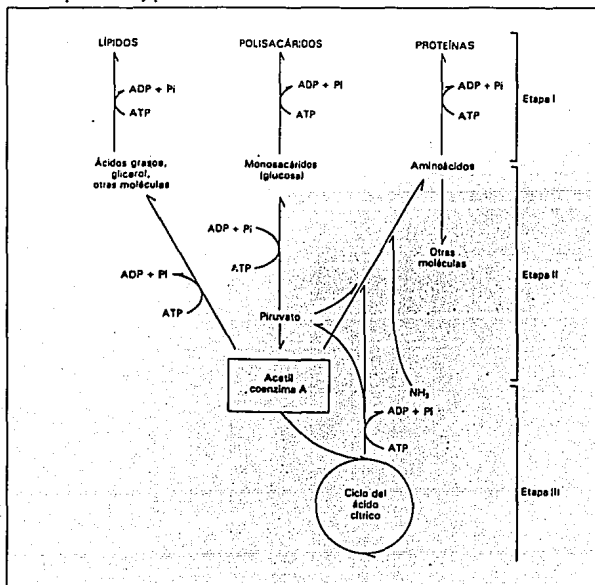 LÍPIDOS POLISACÁRIDOS PROTEÍNAS
ADP + Pi ADP + Pi ADP + Pi
Etapa I
ATP ATP ATP
Ácidos grasos,
glicerol,
otras moléculas
Monosacáridos
(glucosa)
Aminoácidos
ADP + Pi
Otras
moléculas
Etapa II
ADP + Pi
ATP
ATP
Piruvato
Acetil
coenzima A
NH₃
ADP + Pi
ATP
Ciclo del
ácido
cítrico
Etapa III